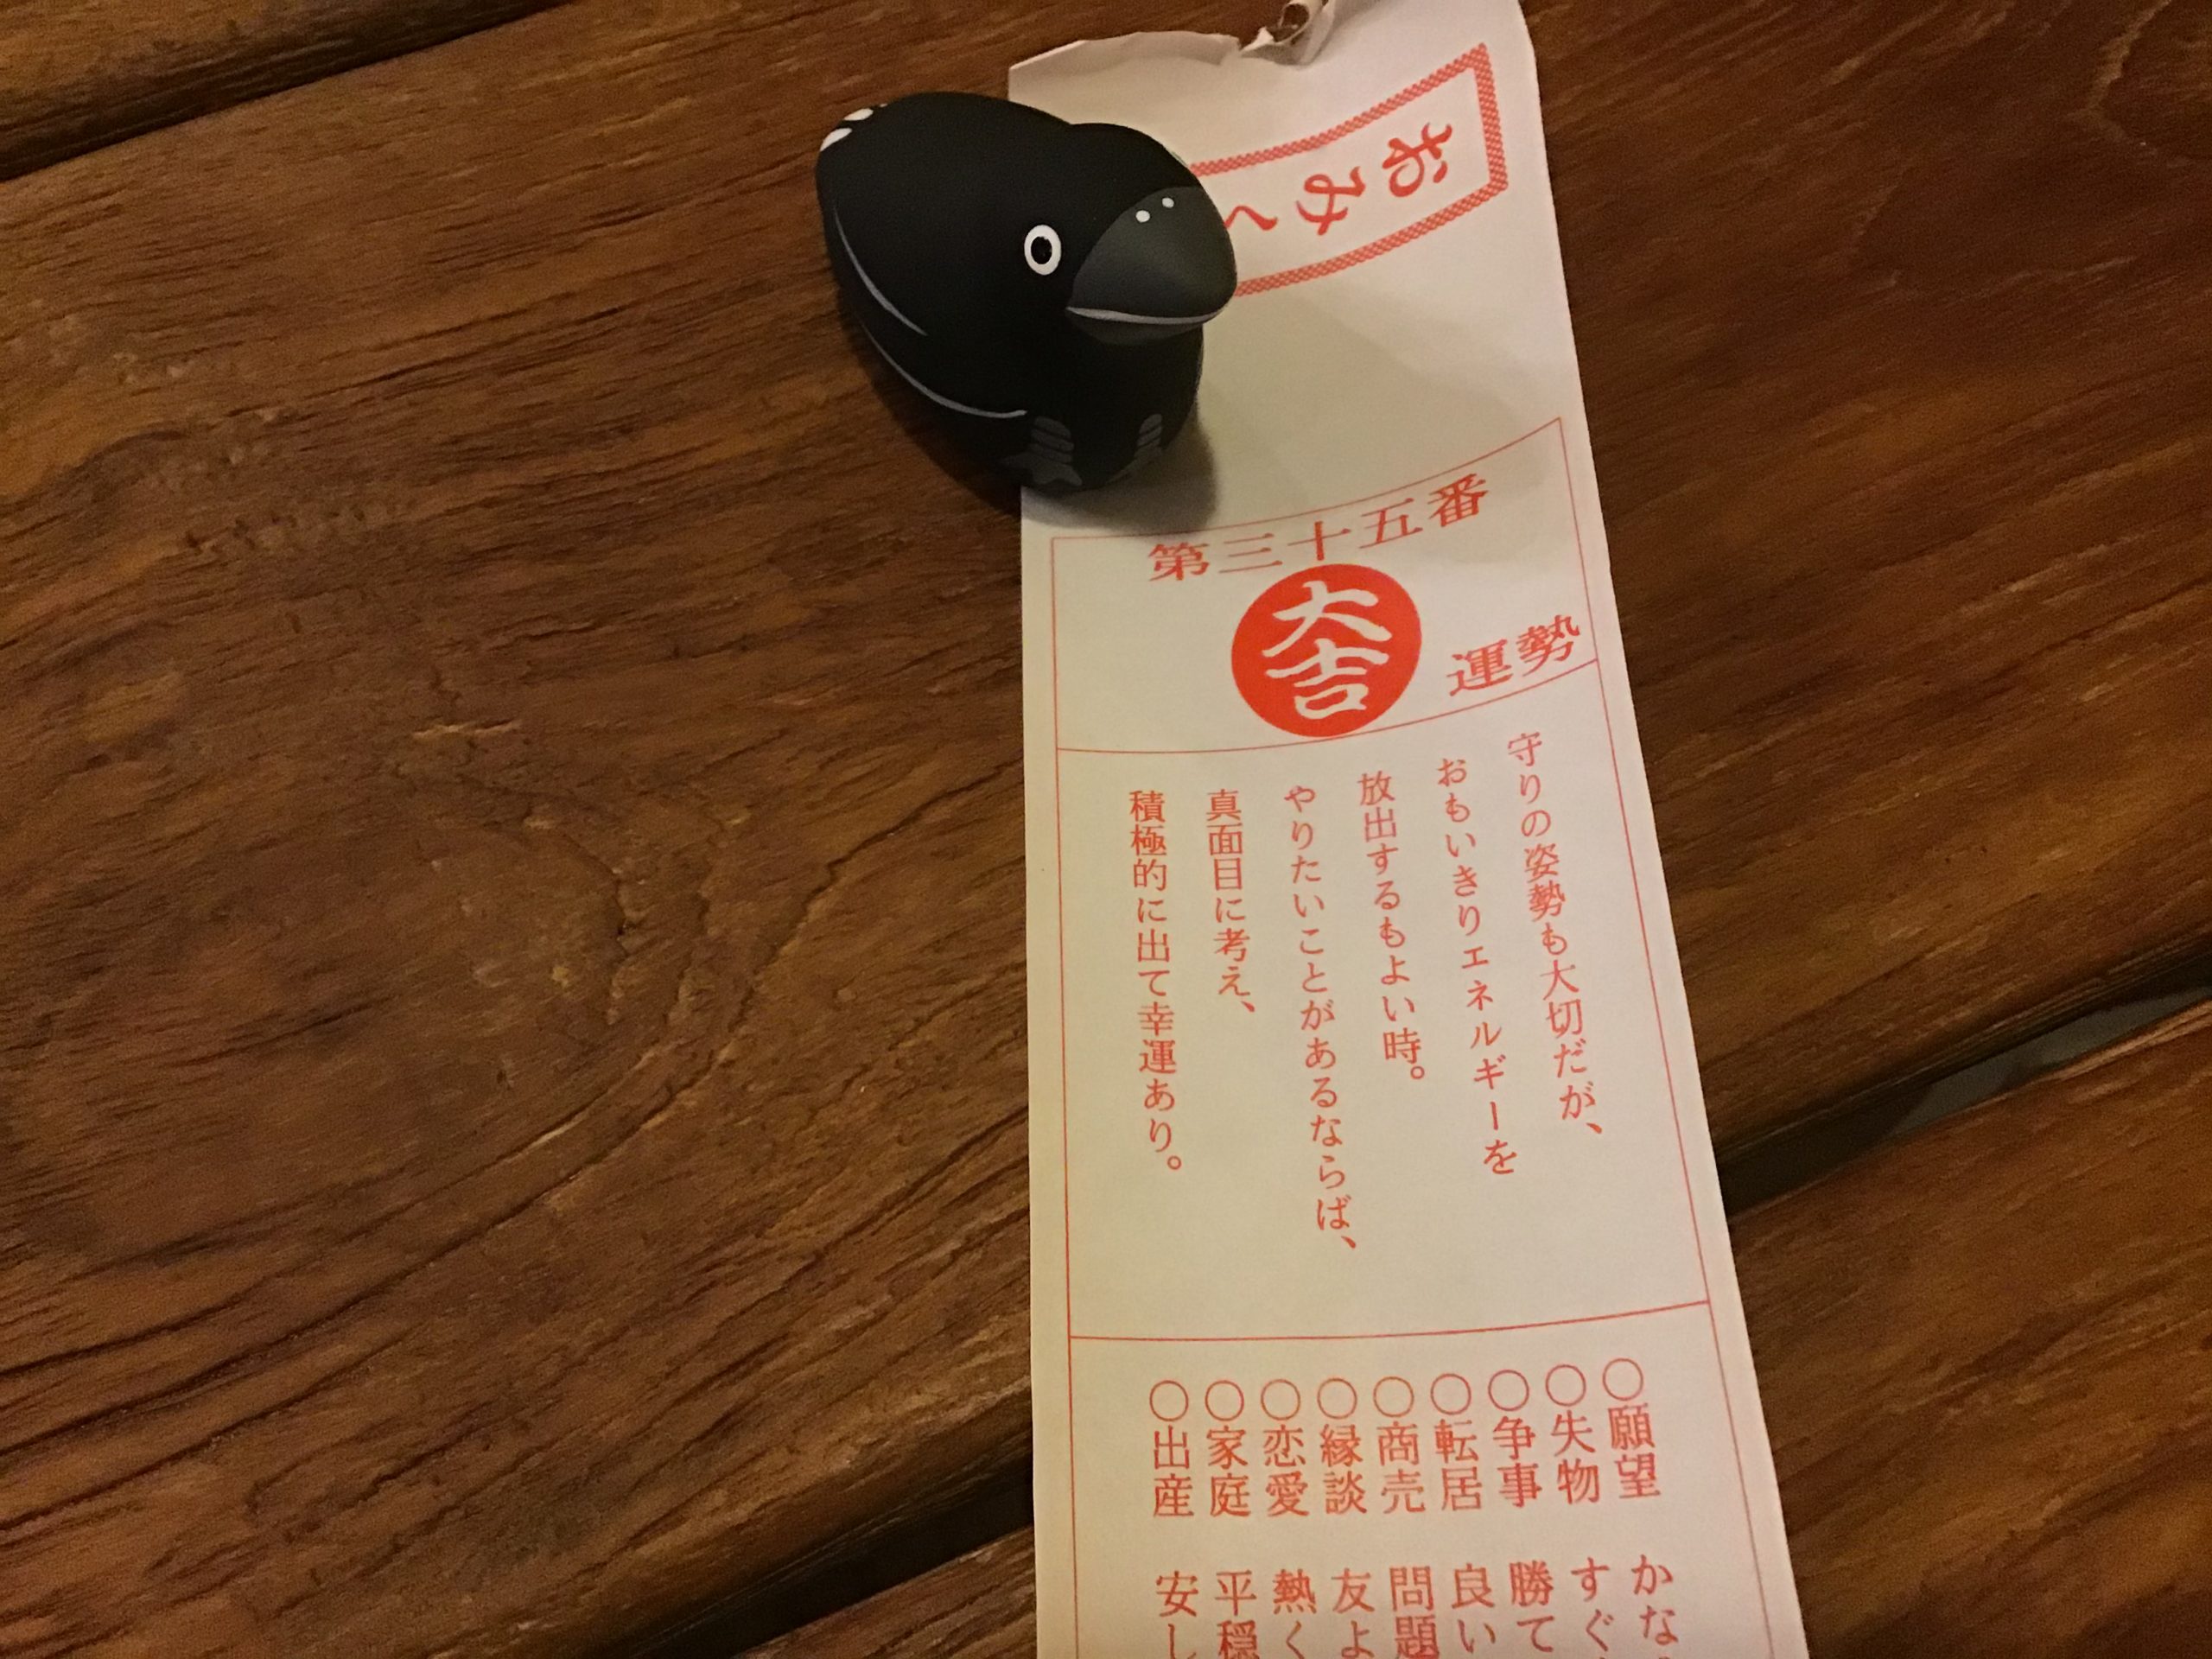 おみく
第三十五番
大吉
運勢
守りの姿勢も大切だが、
おもいきりエネルギーを
放出するもよい時。
やりたいことがあるならば、
真面目に考え、
積極的に出て幸運あり。
○願望 かな
○失物 すぐ
○争事 勝て
○転居 良い
○商売 問題
○縁談 友よ
○恋愛 熱く
○家庭 平穏
○出産 安し